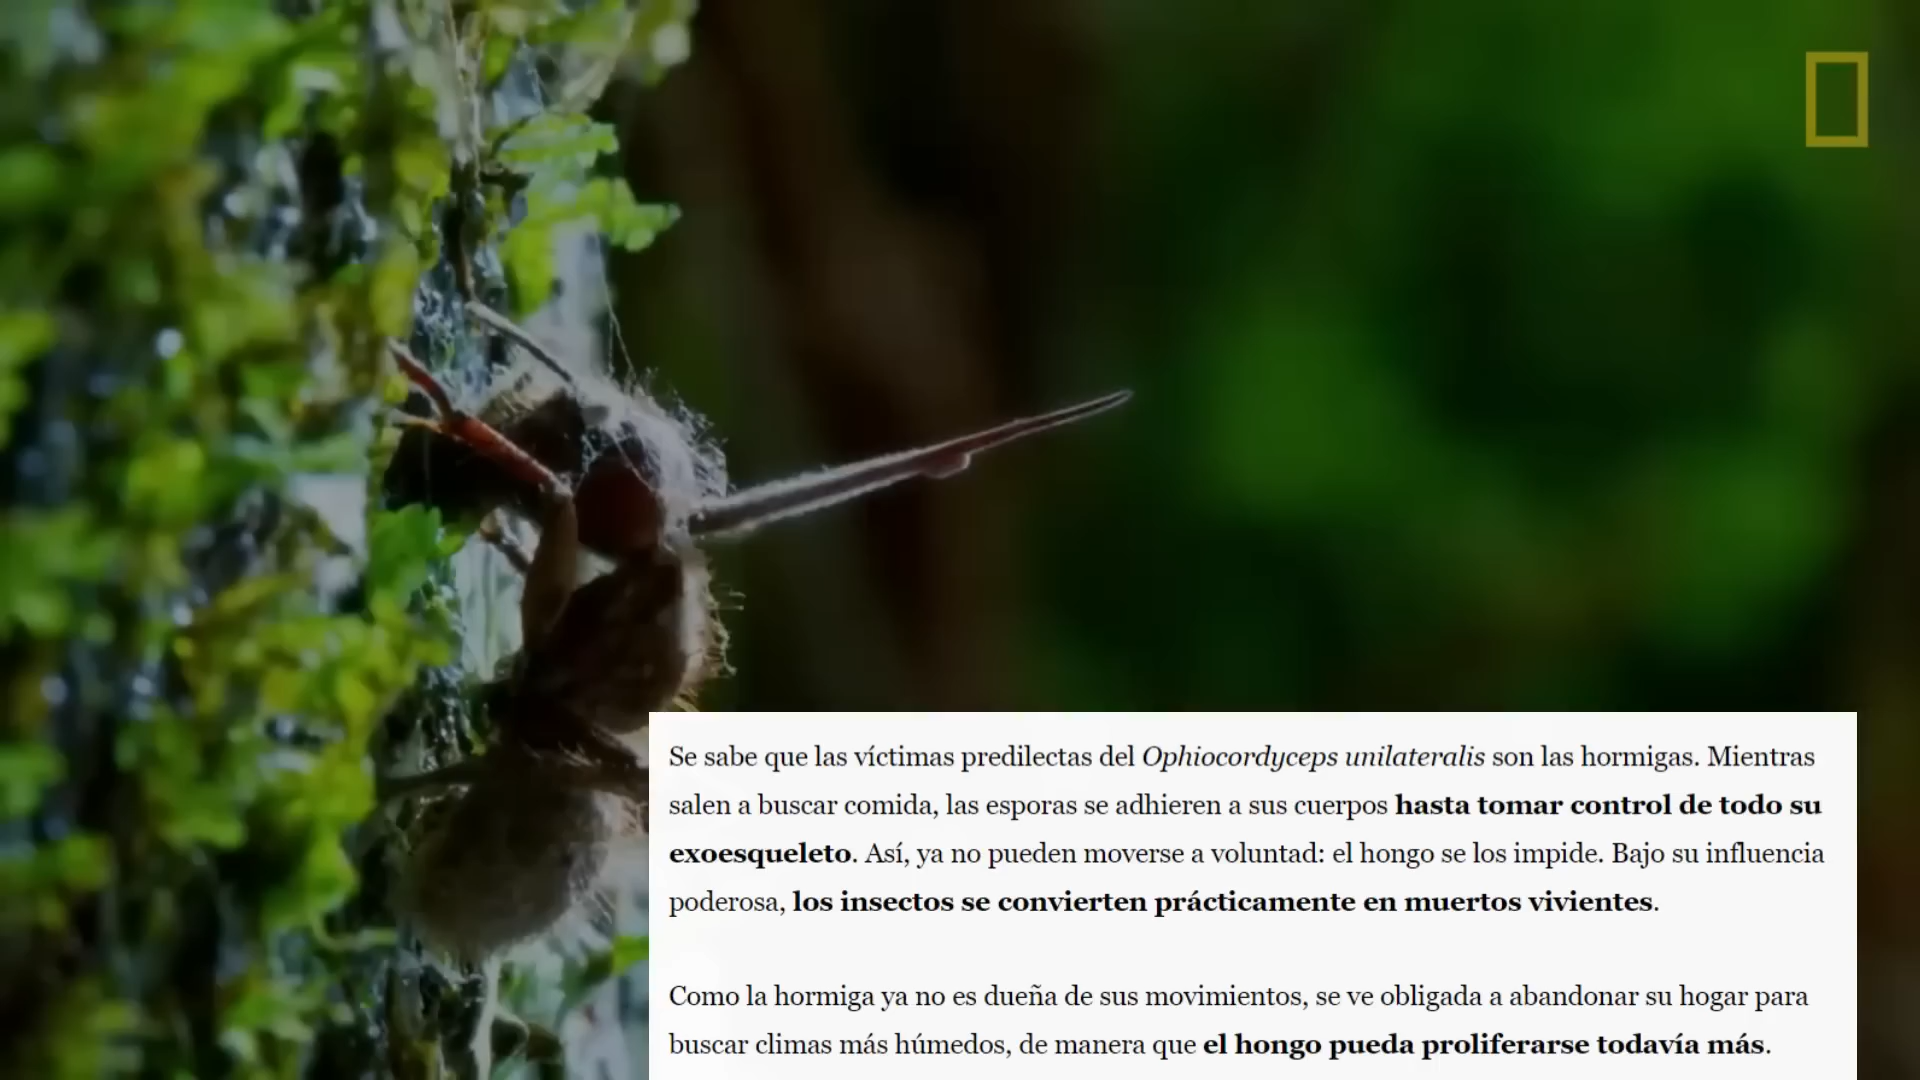 Se sabe que las víctimas predilectas del Ophiocordyceps unilateralis son las hormigas. Mientras
salen a buscar comida, las esporas se adhieren a sus cuerpos hasta tomar control de todo su
exoesqueleto. Así, ya no pueden moverse a voluntad: el hongo se los impide. Bajo su influencia
poderosa, los insectos se convierten prácticamente en muertos vivientes.
Como la hormiga ya no es dueña de sus movimientos, se ve obligada a abandonar su hogar para
buscar climas más húmedos, de manera que el hongo pueda proliferarse todavía más.